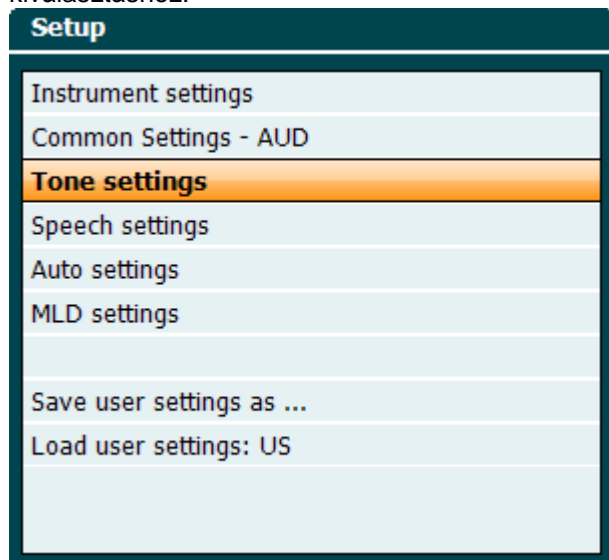 kiválasztáshoz.
Setup
Instrument settings
Common Settings - AUD
Tone settings
Speech settings
Auto settings
MLD settings
Save user settings as ...
Load user settings: US